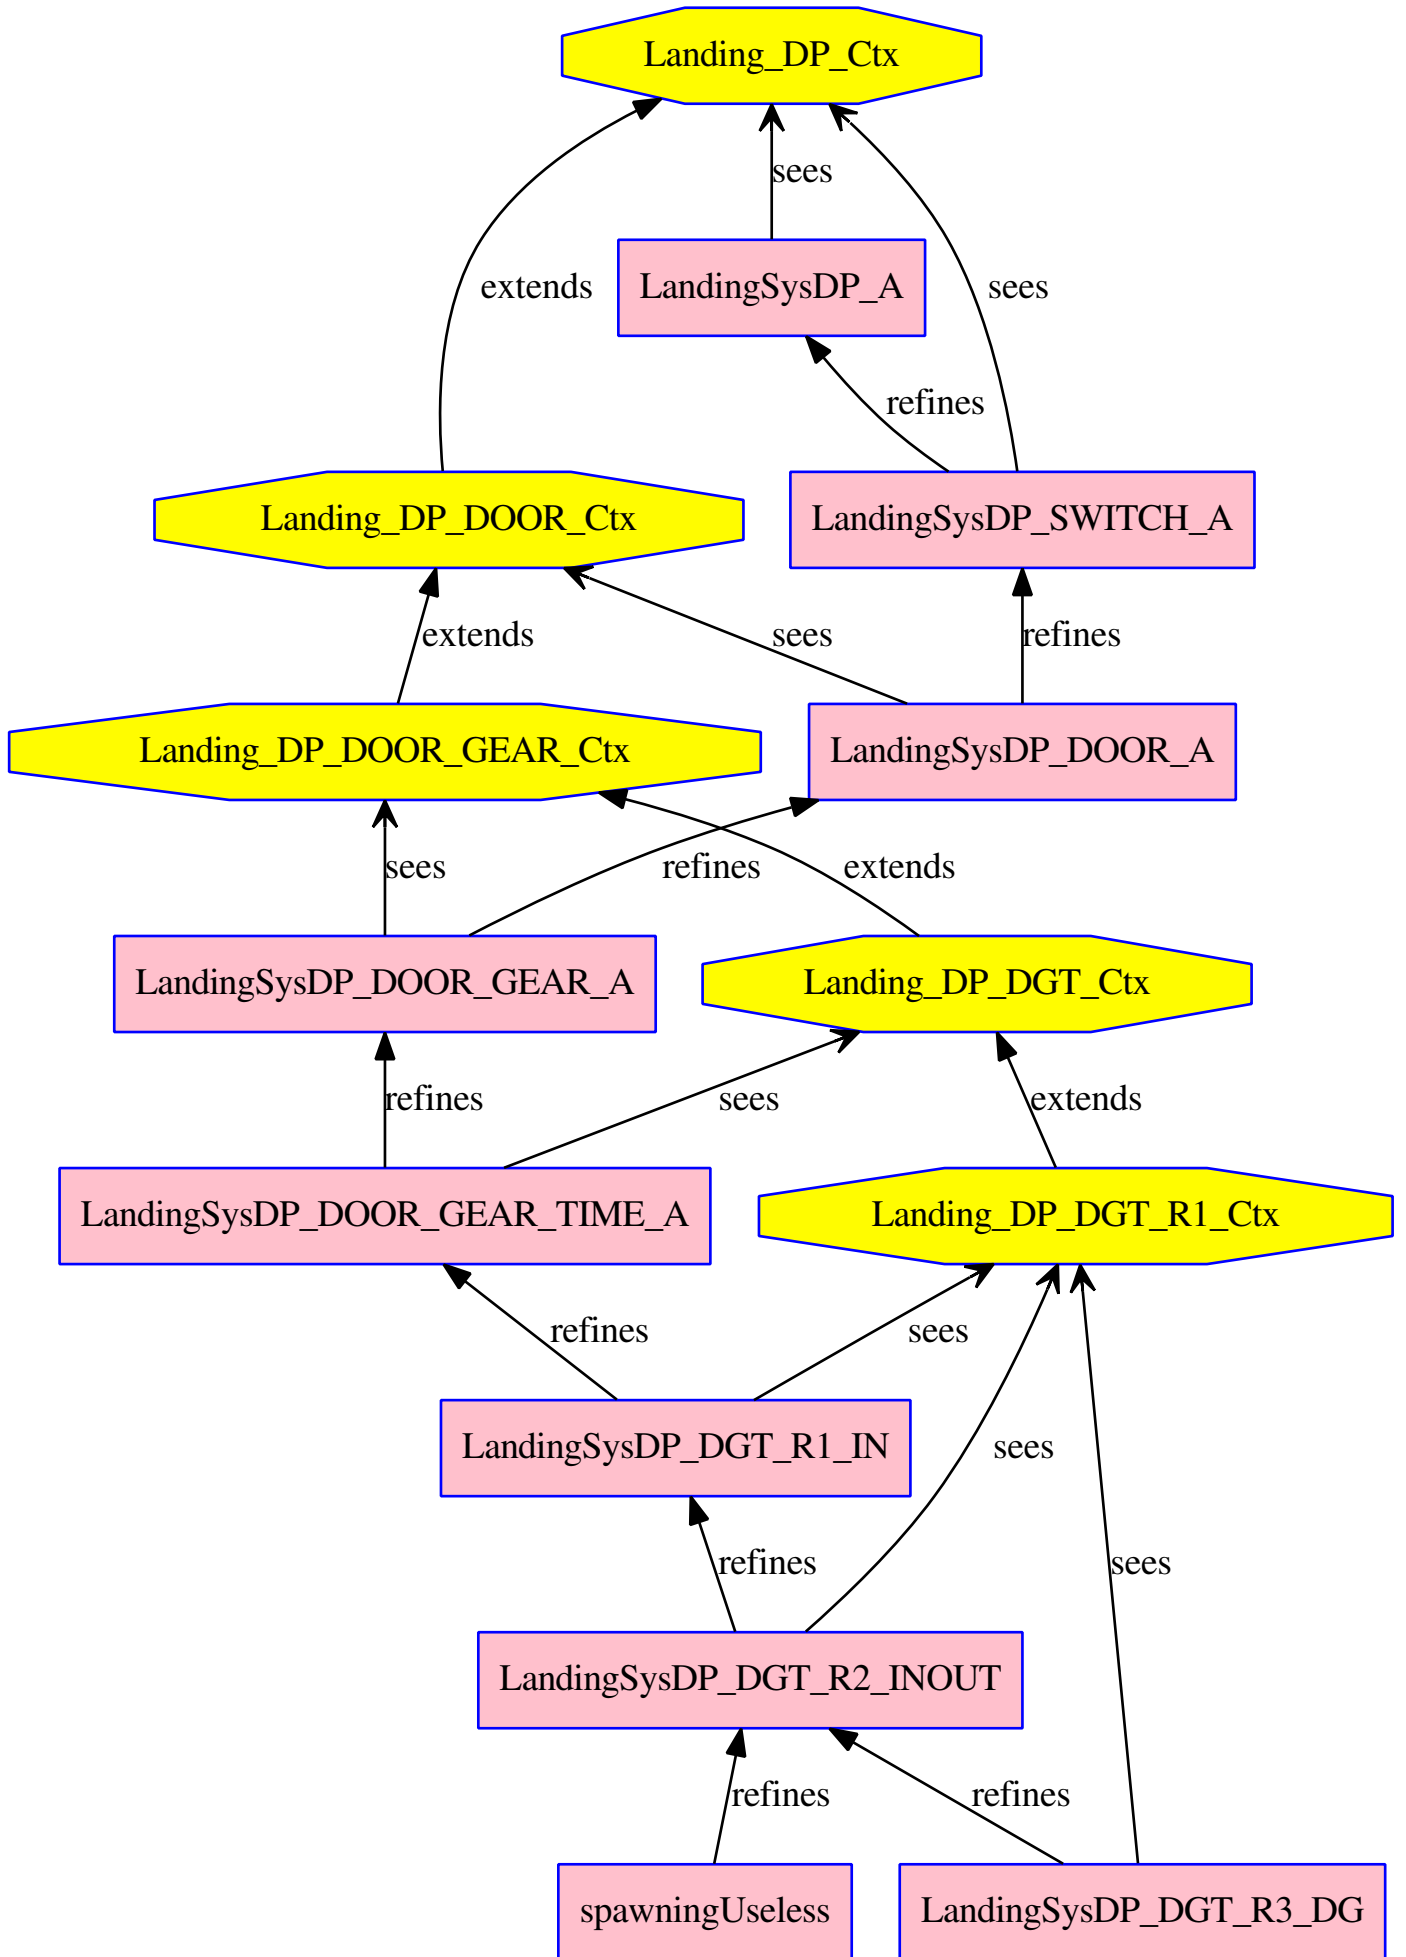 Landing_DP_Ctx
sees
LandingSysDP_A
extends
sees
refines
Landing_DP_DOOR_Ctx
LandingSysDP_SWITCH_A
extends
sees
refines
Landing_DP_DOOR_GEAR_Ctx
LandingSysDP_DOOR_A
sees
refines
extends
LandingSysDP_DOOR_GEAR_A
Landing_DP_DGT_Ctx
refines
sees
extends
LandingSysDP_DOOR_GEAR_TIME_A
Landing_DP_DGT_R1_Ctx
refines
sees
LandingSysDP_DGT_R1_IN
sees
refines
sees
LandingSysDP_DGT_R2_INOUT
refines
refines
spawningUseless
LandingSysDP_DGT_R3_DG